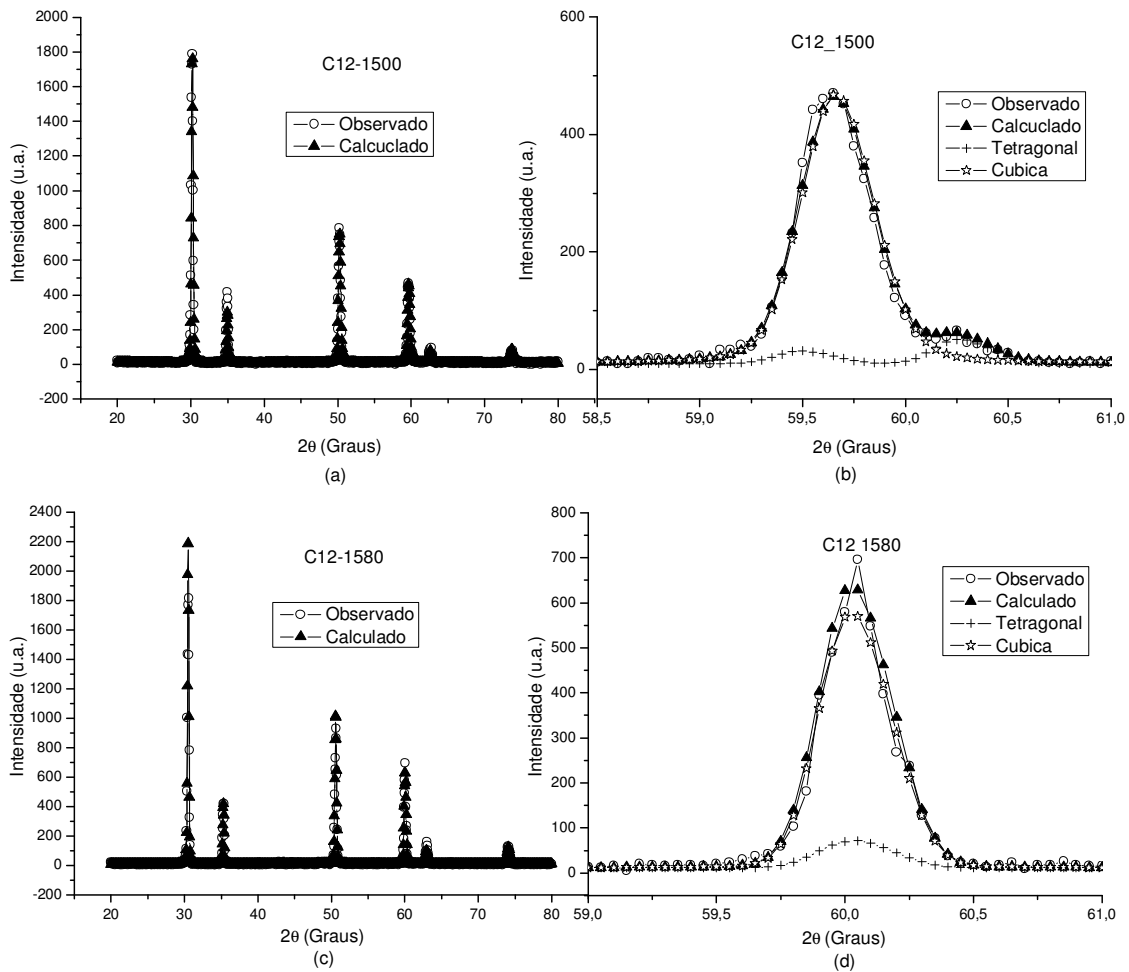 2000
1800
1600
1400
1200
1000
800
600
400
200
0
-200
Intensidade (u.a.)
C12-1500
Observado
Calcuclado
20 30 40 50 60 70 80
2θ (Graus)
(a)
600
400
200
0
Intensidade (u.a.)
C12_1500
Observado
Calcuclado
Tetragonal
Cubica
58,5 59,0 59,5 60,0 60,5 61,0
2θ (Graus)
(b)
2400
2200
2000
1800
1600
1400
1200
1000
800
600
400
200
0
-200
Intensidade (u.a.)
C12-1580
Observado
Calculado
20 30 40 50 60 70 80
2θ (Graus)
(c)
800
700
600
500
400
300
200
100
0
Intensidade (u.a.)
C12 1580
Observado
Calculado
Tetragonal
Cubica
59,0 59,5 60,0 60,5 61,0
2θ (Graus)
(d)